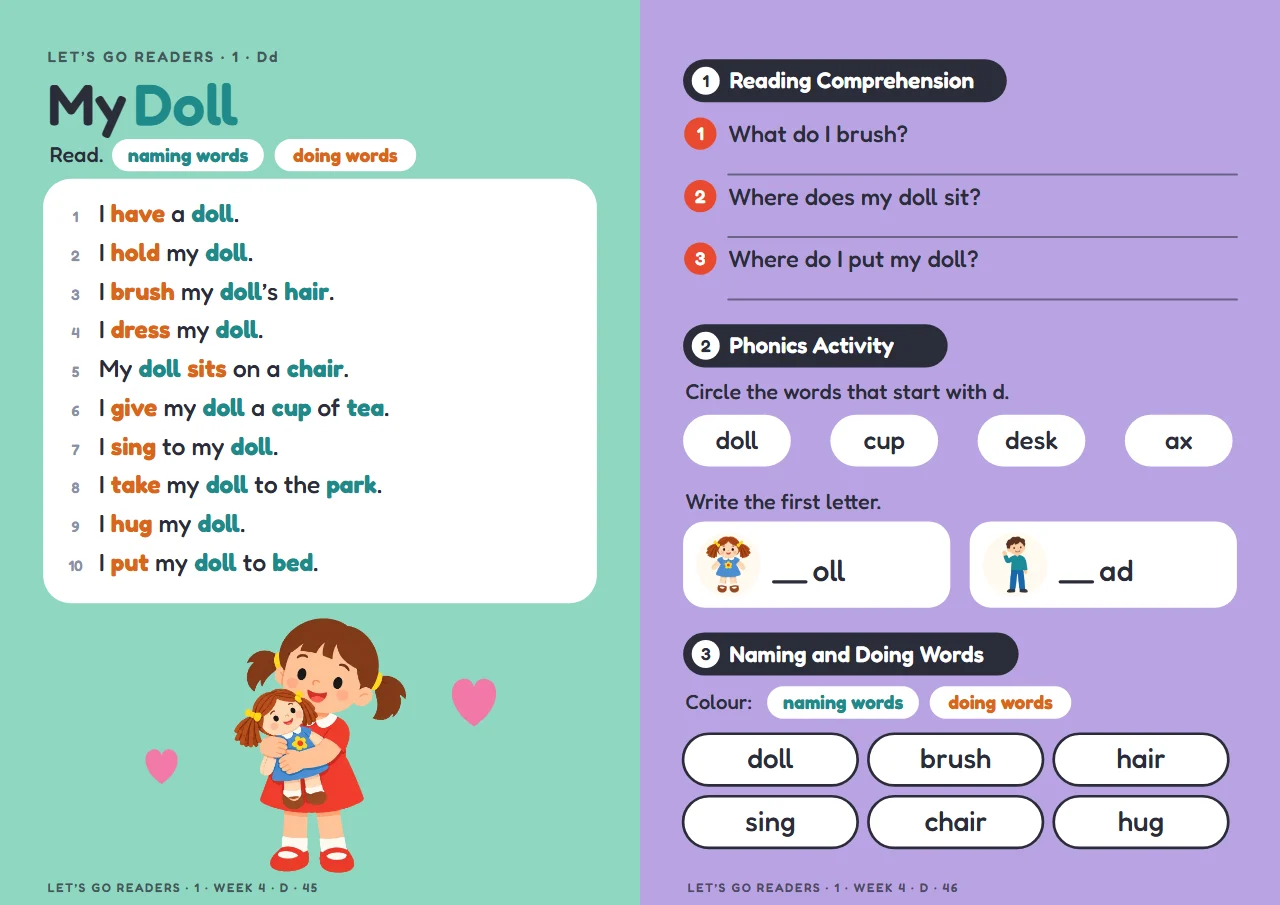 LET'S GO READERS · 1 · Dd
My Doll
Read. naming words doing words
1 I have a doll.
2 I hold my doll.
3 I brush my doll's hair.
4 I dress my doll.
5 My doll sits on a chair.
6 I give my doll a cup of tea.
7 I sing to my doll.
8 I take my doll to the park.
9 I hug my doll.
10 I put my doll to bed.
LET'S GO READERS · 1 · WEEK 4 · D · 45
1 Reading Comprehension
1 What do I brush?
2 Where does my doll sit?
3 Where do I put my doll?
2 Phonics Activity
Circle the words that start with d.
doll cup desk ax
Write the first letter.
__ oll __ ad
3 Naming and Doing Words
Colour: naming words doing words
doll brush hair
sing chair hug
LET'S GO READERS · 1 · WEEK 4 · D · 46